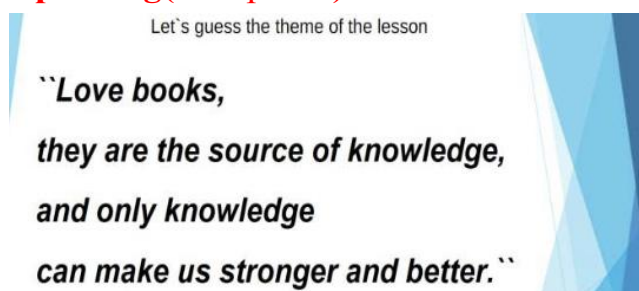 Let`s guess the theme of the lesson
``Love books,
they are the source of knowledge,
and only knowledge
can make us stronger and better.``